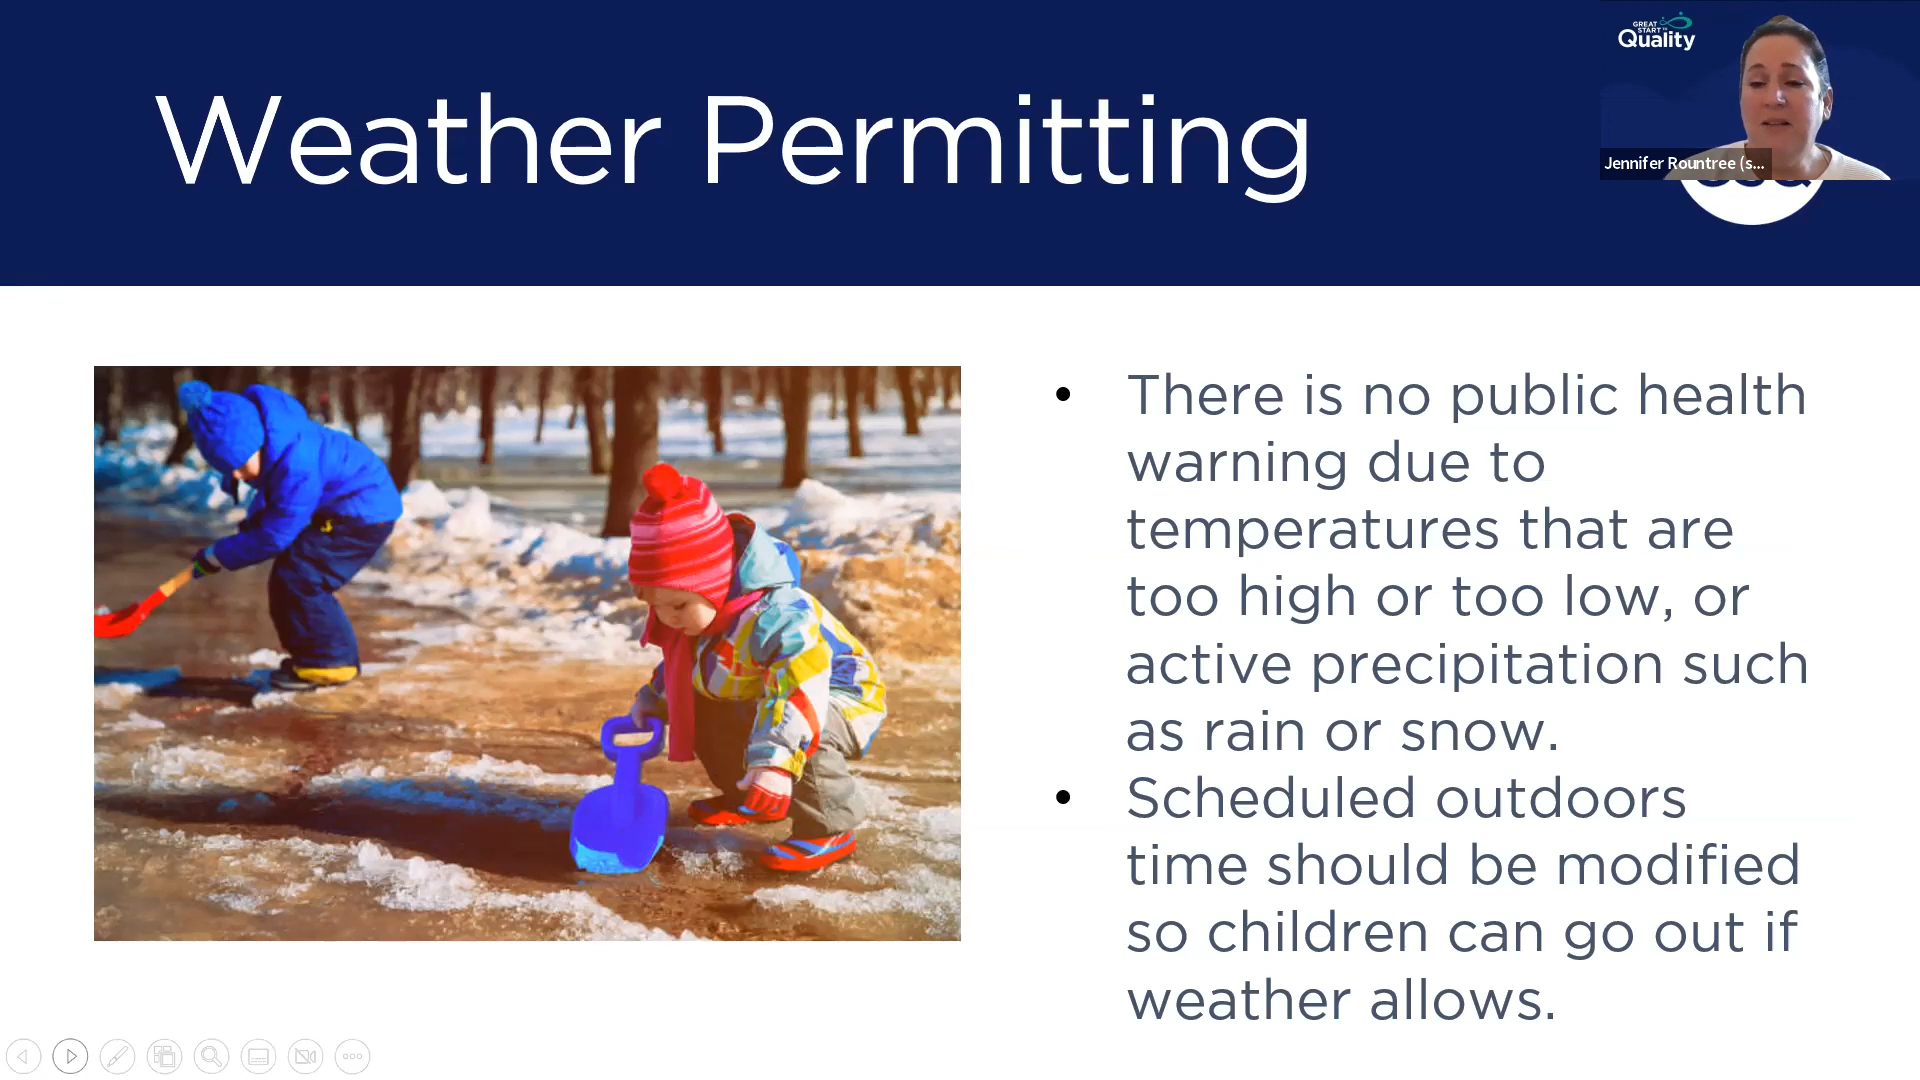 Weather Permitting
GREAT
START TO
Quality
Jennifer Rountree (s...
• There is no public health
warning due to
temperatures that are
too high or too low, or
active precipitation such
as rain or snow.
• Scheduled outdoors
time should be modified
so children can go out if
weather allows.